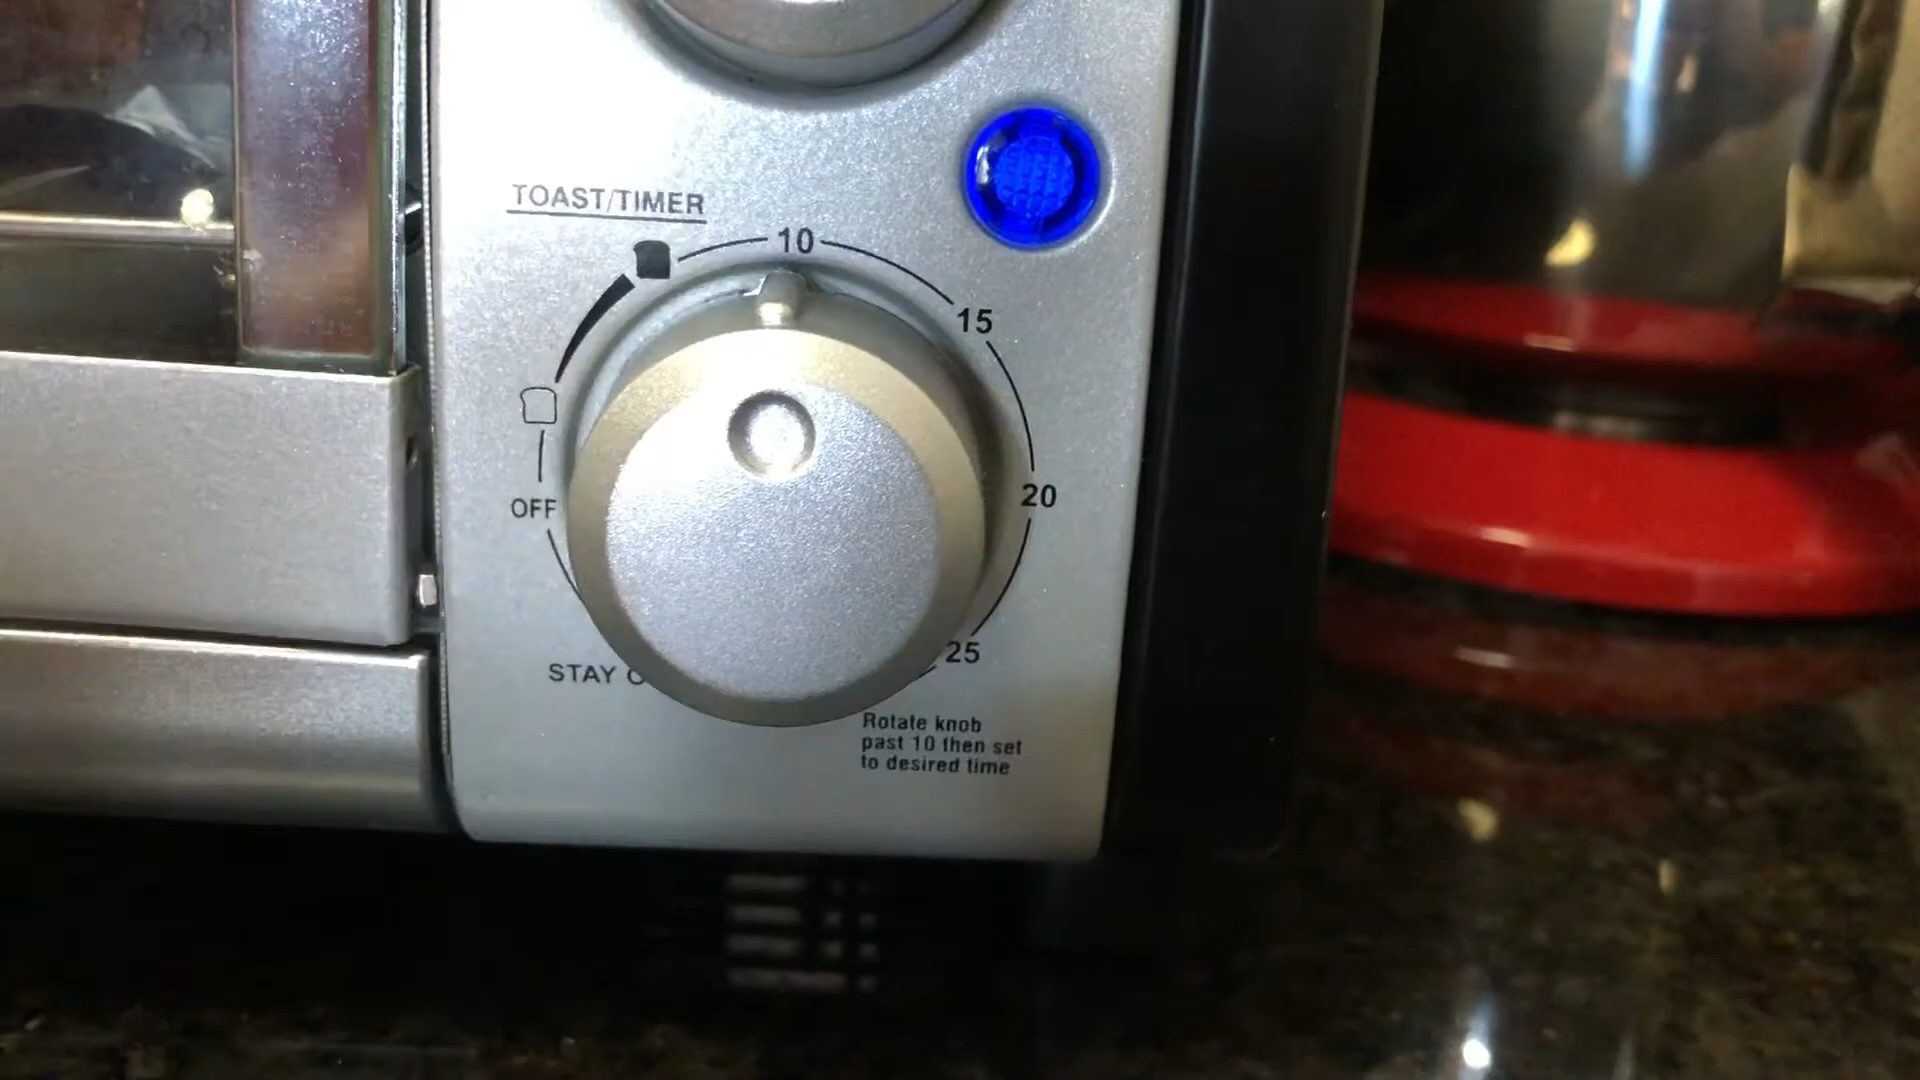 TOAST/TIMER
10
15
20
OFF
25
STAY
Rotate knob
past 10 then set
to desired time